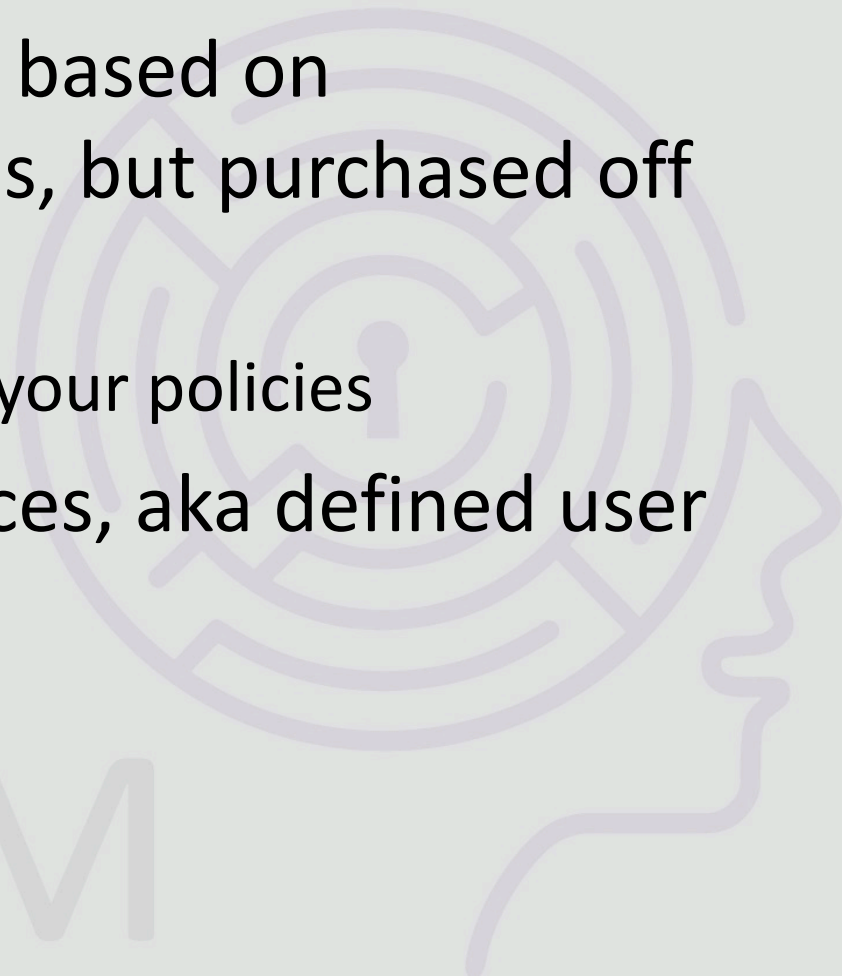 based on
s, but purchased off
your policies
ces, aka defined user
M